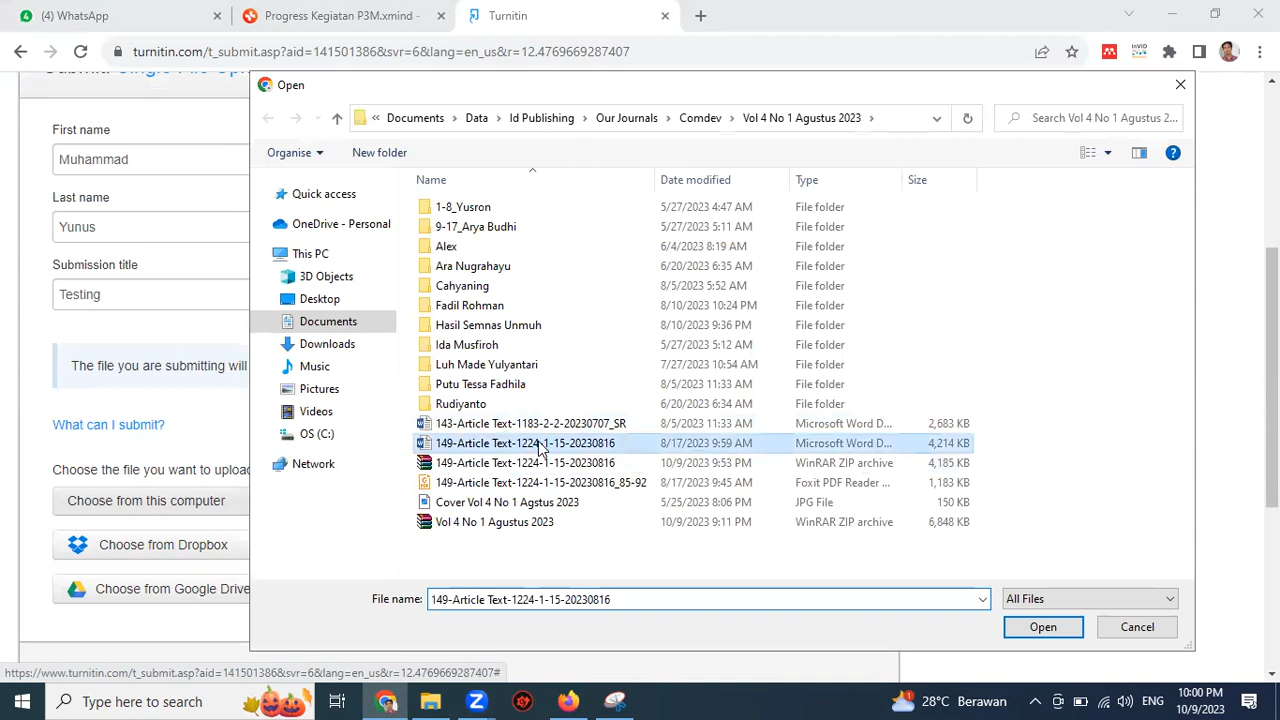 (4) WhatsApp
Progress Kegiatan P3M.xmind -
Turnitin
turnitin.com/t_submit.asp?aid=141501386&svr=6&lang=en_us&r=12.4769669287407
Open
Documents
Data
Id Publishing
Our Journals
Comdev
Vol 4 No 1 Agustus 2023
Search Vol 4 No 1 Agustus 2...
Organise
New folder
Name
Date modified
Type
Size
Quick access
OneDrive - Personal
This PC
3D Objects
Desktop
Documents
Downloads
Music
Pictures
Videos
OS (C:)
Network
1-8_Yusron 5/27/2023 4:47 AM File folder
9-17_Arya Budhi 5/27/2023 5:11 AM File folder
Alex 6/4/2023 8:19 AM File folder
Ara Nugrahayu 6/20/2023 6:35 AM File folder
Cahyaning 8/5/2023 5:52 AM File folder
Fadil Rohman 8/10/2023 10:24 PM File folder
Hasil Semnas Unmuh 8/10/2023 9:36 PM File folder
Ida Musfiroh 5/27/2023 5:12 AM File folder
Luh Made Yulyantari 7/27/2023 10:54 AM File folder
Putu Tessa Fadhila 8/5/2023 11:33 AM File folder
Rudiyanto 6/20/2023 6:34 AM File folder
143-Article Text-1183-2-2-20230707_SR 8/5/2023 11:33 AM Microsoft Word D... 2,683 KB
149-Article Text-1224-1-15-20230816 8/17/2023 9:59 AM Microsoft Word D... 4,214 KB
149-Article Text-1224-1-15-20230816 10/9/2023 9:53 PM WinRAR ZIP archive 4,185 KB
149-Article Text-1224-1-15-20230816_85-92 8/17/2023 9:45 AM Foxit PDF Reader ... 1,183 KB
Cover Vol 4 No 1 Agstus 2023 5/25/2023 8:06 PM JPG File 150 KB
Vol 4 No 1 Agustus 2023 10/9/2023 9:11 PM WinRAR ZIP archive 6,848 KB
File name: 149-Article Text-1224-1-15-20230816
All Files
Open
Cancel
First name
Muhammad
Last name
Yunus
Submission title
Testing
The file you are submitting will
What can I submit?
Choose the file you want to upload
Choose from this computer
Choose from Dropbox
Choose from Google Drive
https://www.turnitin.com/t_submit.asp?aid=141501386&svr=6&lang=en_us&r=12.4769669287407#
Type here to search
1
28°C Berawan
ENG
10:00 PM
10/9/2023